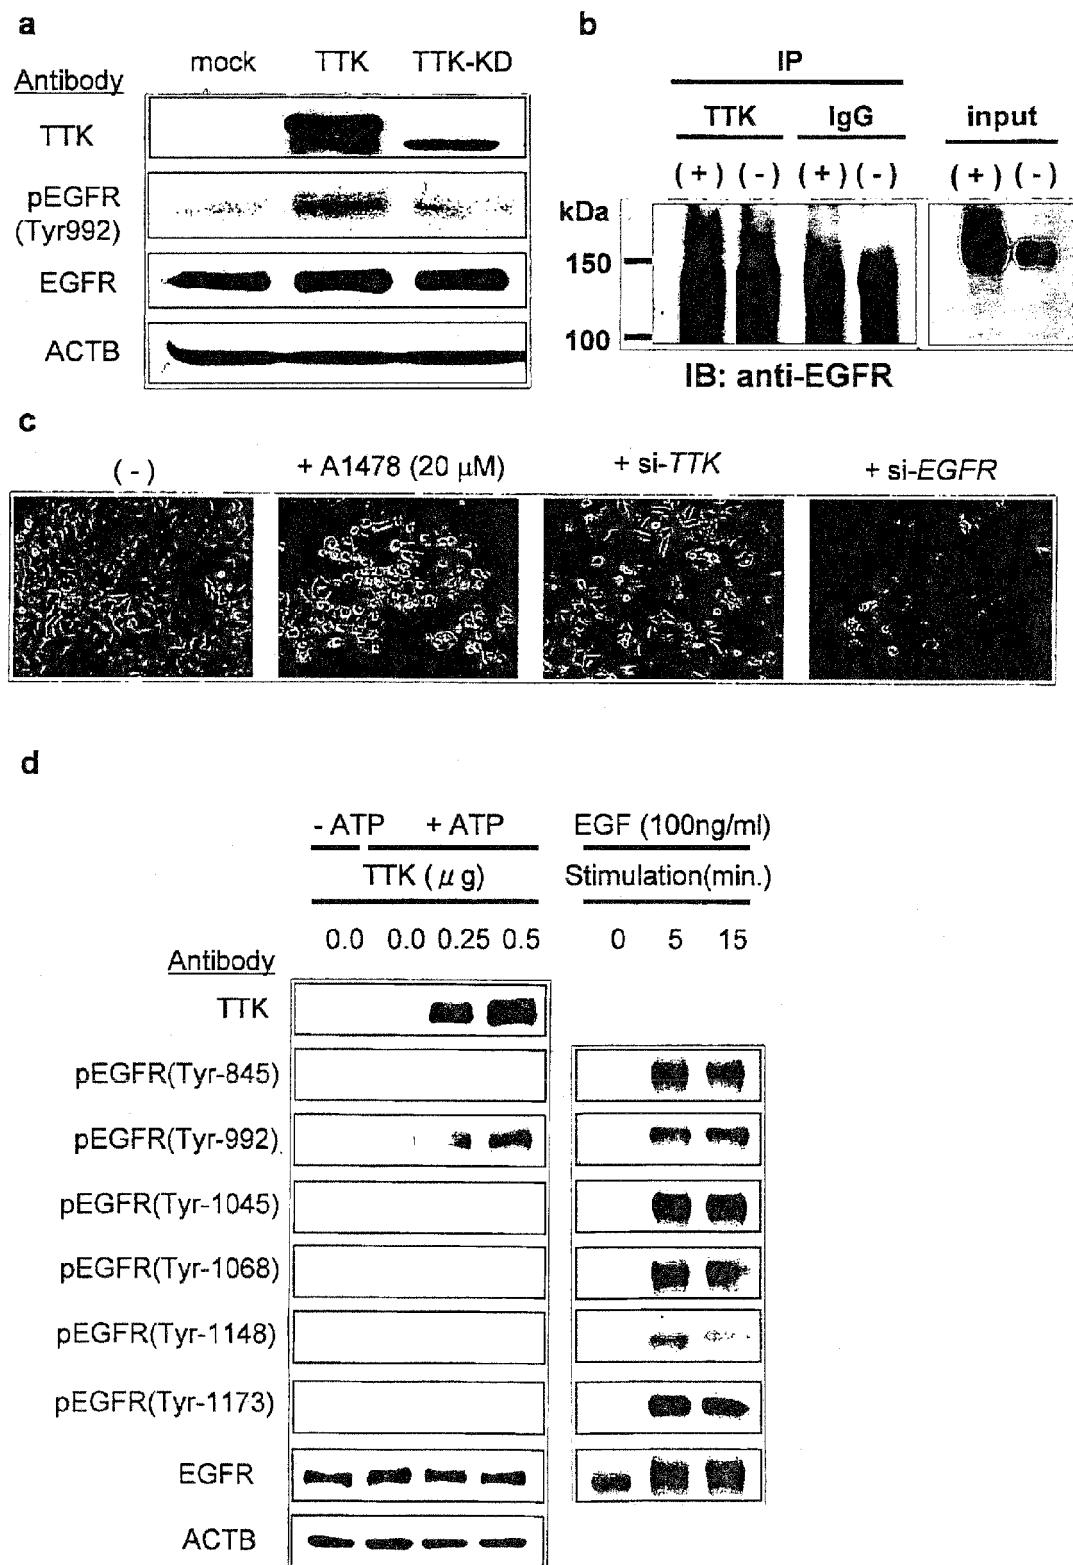 a
mock TTK TTK-KD
Antibody
TTK
pEGFR
(Tyr992)
EGFR
ACTB
b
IP
TTK IgG input
(+) (-) (+) (-) (+) (-)
kDa
150
100
IB: anti-EGFR
c
(-) + A1478 (20 μM) + si-TTK + si-EGFR
d
- ATP + ATP EGF (100ng/ml)
TTK (μg) Stimulation(min.)
0.0 0.0 0.25 0.5 0 5 15
Antibody
TTK
pEGFR(Tyr-845)
pEGFR(Tyr-992)
pEGFR(Tyr-1045)
pEGFR(Tyr-1068)
pEGFR(Tyr-1148)
pEGFR(Tyr-1173)
EGFR
ACTB